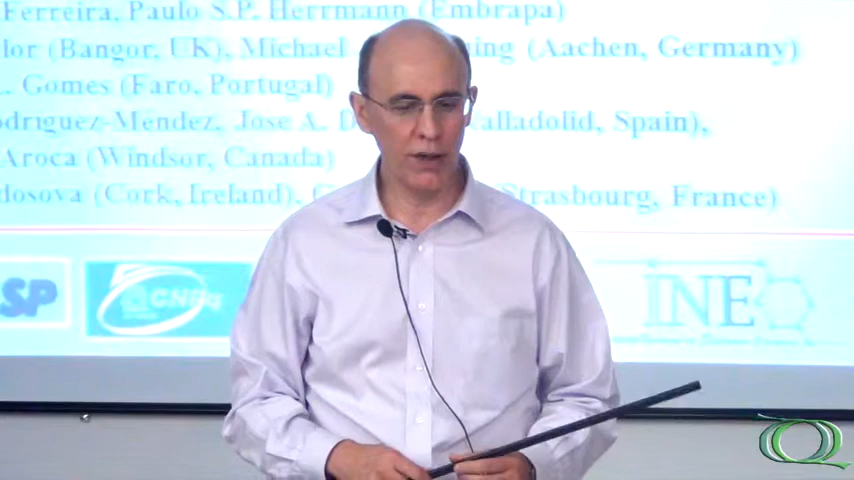 Ferreira, Paulo S.P. Herrmann (Embrapa)
lor (Bangor, UK), Michael ning (Aachen, Germany)
. Gomes (Faro, Portugal)
odriguez-Mendez, Jose A. D alladolid, Spain),
Aroca (Windsor, Canada)
dosova (Cork, Ireland), Strasbourg, France)
SP
CNPq
INEO